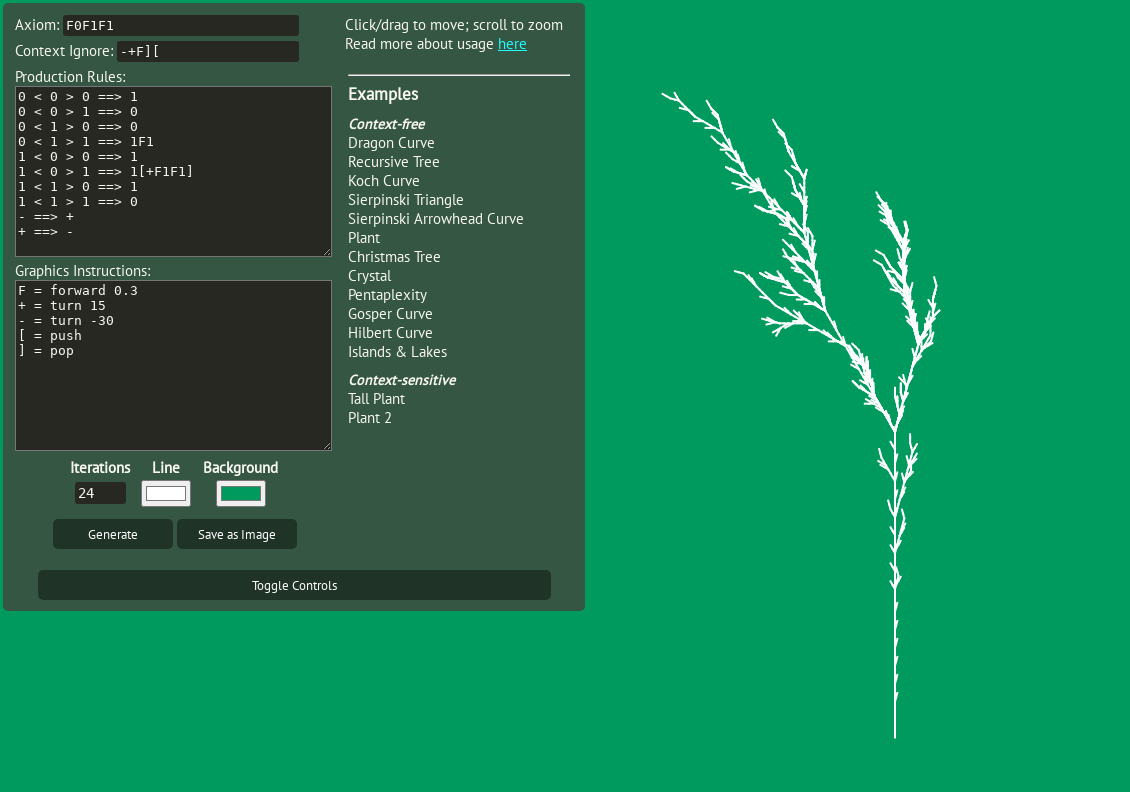 Axiom: F0F1F1
Context Ignore: -+F][
Production Rules:
0 < 0 > 0 ==> 1
0 < 0 > 1 ==> 0
0 < 1 > 0 ==> 0
0 < 1 > 1 ==> 1F1
1 < 0 > 0 ==> 1
1 < 0 > 1 ==> 1[+F1F1]
1 < 1 > 0 ==> 1
1 < 1 > 1 ==> 0
- ==> +
+ ==> -
Graphics Instructions:
F = forward 0.3
+ = turn 15
- = turn -30
[ = push
] = pop
Iterations Line Background
24
Generate Save as Image
Click/drag to move; scroll to zoom
Read more about usage here
Examples
Context-free
Dragon Curve
Recursive Tree
Koch Curve
Sierpinski Triangle
Sierpinski Arrowhead Curve
Plant
Christmas Tree
Crystal
Pentaplexity
Gosper Curve
Hilbert Curve
Islands & Lakes
Context-sensitive
Tall Plant
Plant 2
Toggle Controls